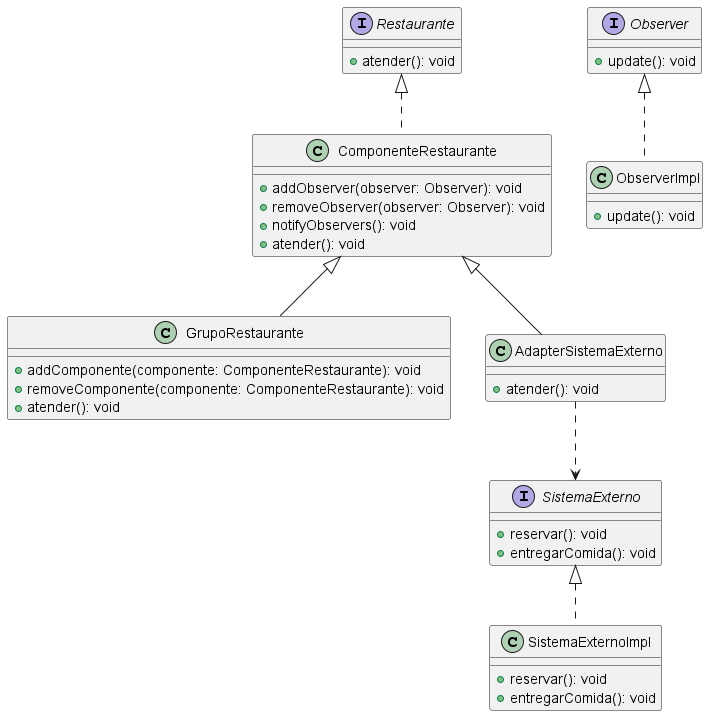 I Restaurante
atender(): void
I Observer
update(): void
C ComponenteRestaurante
addObserver(observer: Observer): void
removeObserver(observer: Observer): void
notifyObservers(): void
atender(): void
C ObserverImpl
update(): void
C GrupoRestaurante
addComponente(componente: ComponenteRestaurante): void
removeComponente(componente: ComponenteRestaurante): void
atender(): void
C AdapterSistemaExterno
atender(): void
I SistemaExterno
reservar(): void
entregarComida(): void
C SistemaExternoImpl
reservar(): void
entregarComida(): void